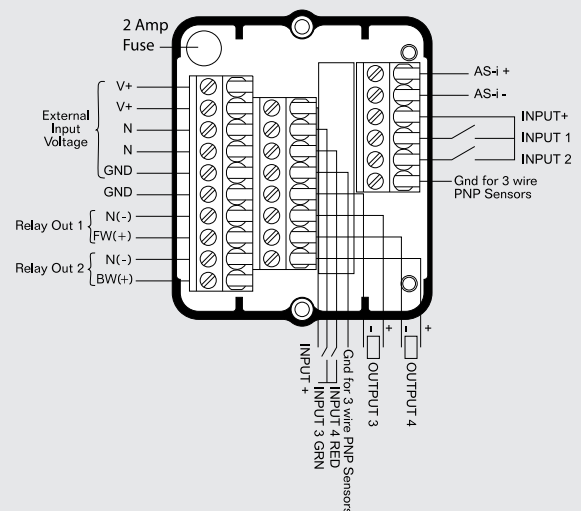 2 Amp
Fuse
V+
V+
N
N
GND
GND
N(-)
FW(+)
N(-)
BW(+)
External
Input
Voltage
Relay Out 1
Relay Out 2
AS-i +
AS-i -
INPUT+
INPUT 1
INPUT 2
Gnd for 3 wire
PNP Sensors
INPUT +
INPUT 3 GRN
INPUT 4 RED
Gnd for 3 wire PNP Sensors
- +
OUTPUT 3
- +
OUTPUT 4